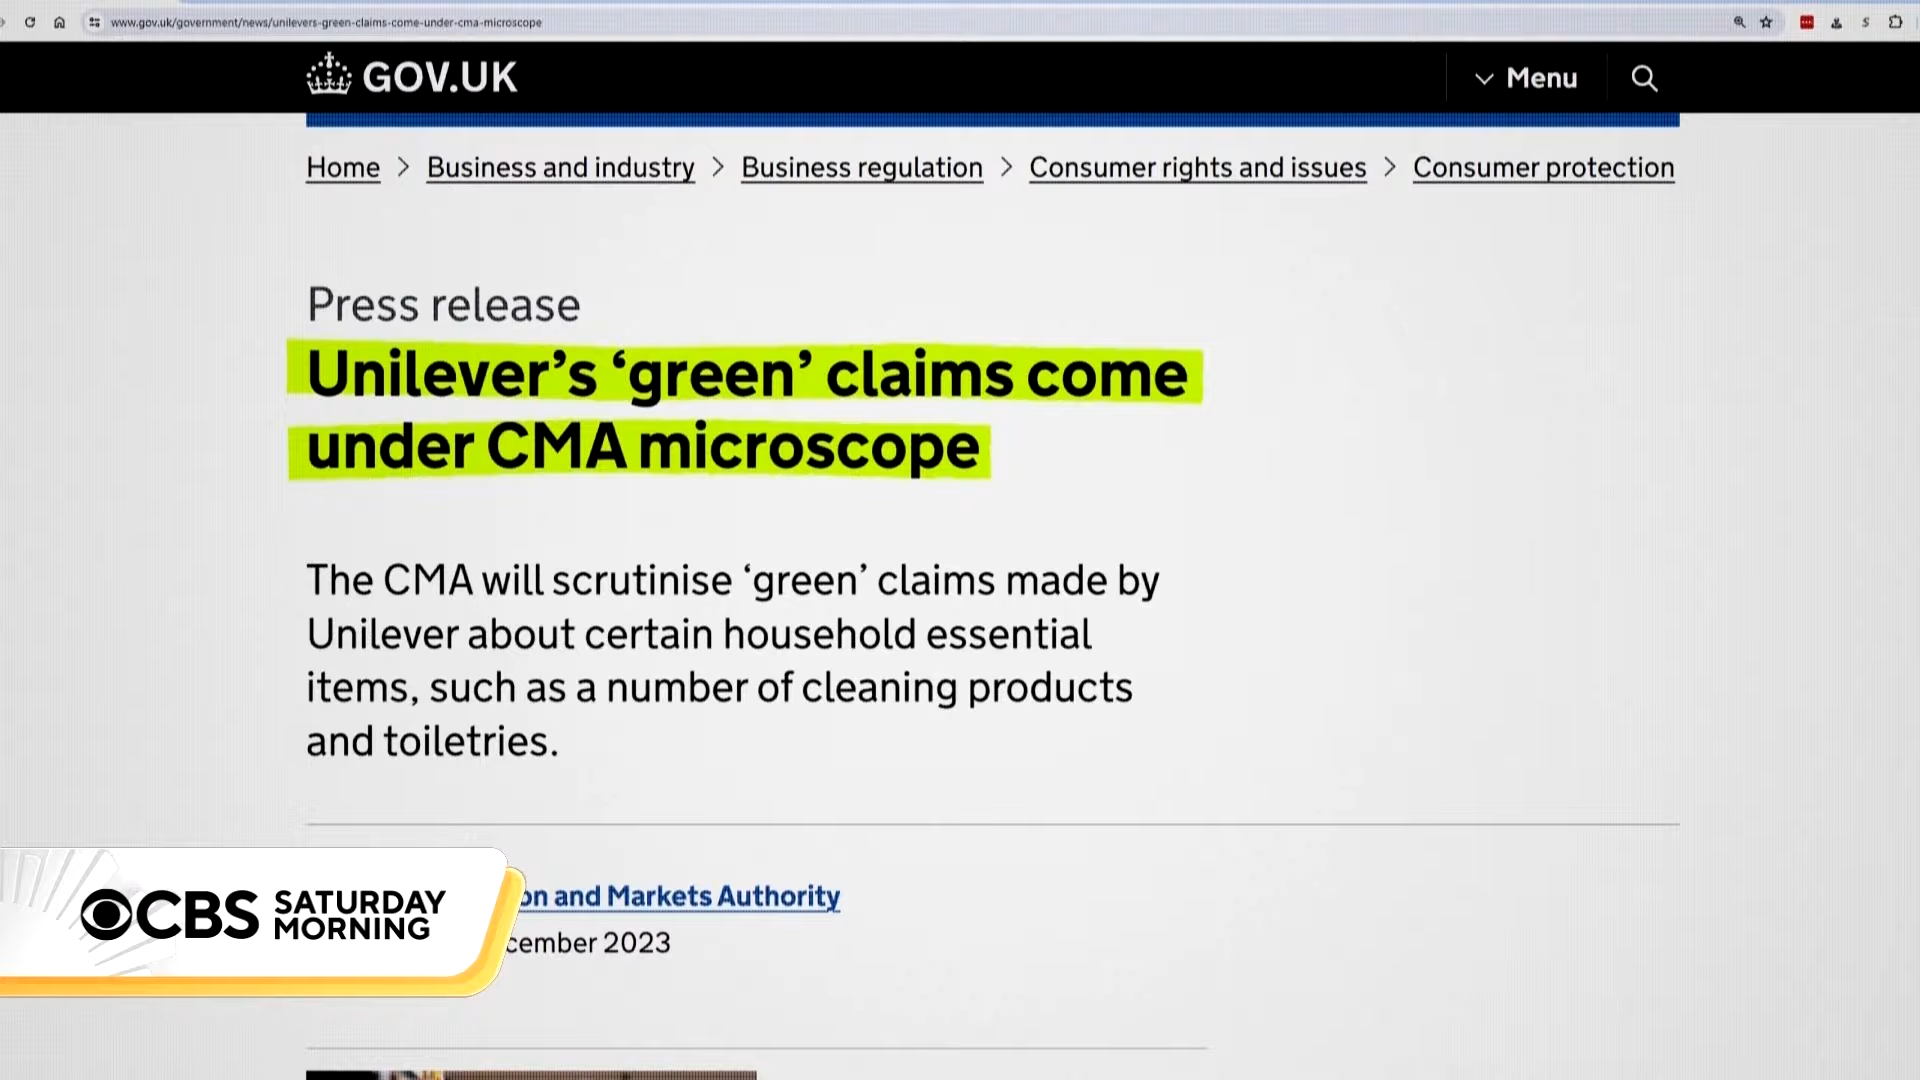 www.gov.uk/government/news/unilevers-green-claims-come-under-cma-microscope
GOV.UK
Menu
Home > Business and industry > Business regulation > Consumer rights and issues > Consumer protection
Press release
Unilever’s ‘green’ claims come
under CMA microscope
The CMA will scrutinise ‘green’ claims made by
Unilever about certain household essential
items, such as a number of cleaning products
and toiletries.
on and Markets Authority
cember 2023
CBS SATURDAY
MORNING